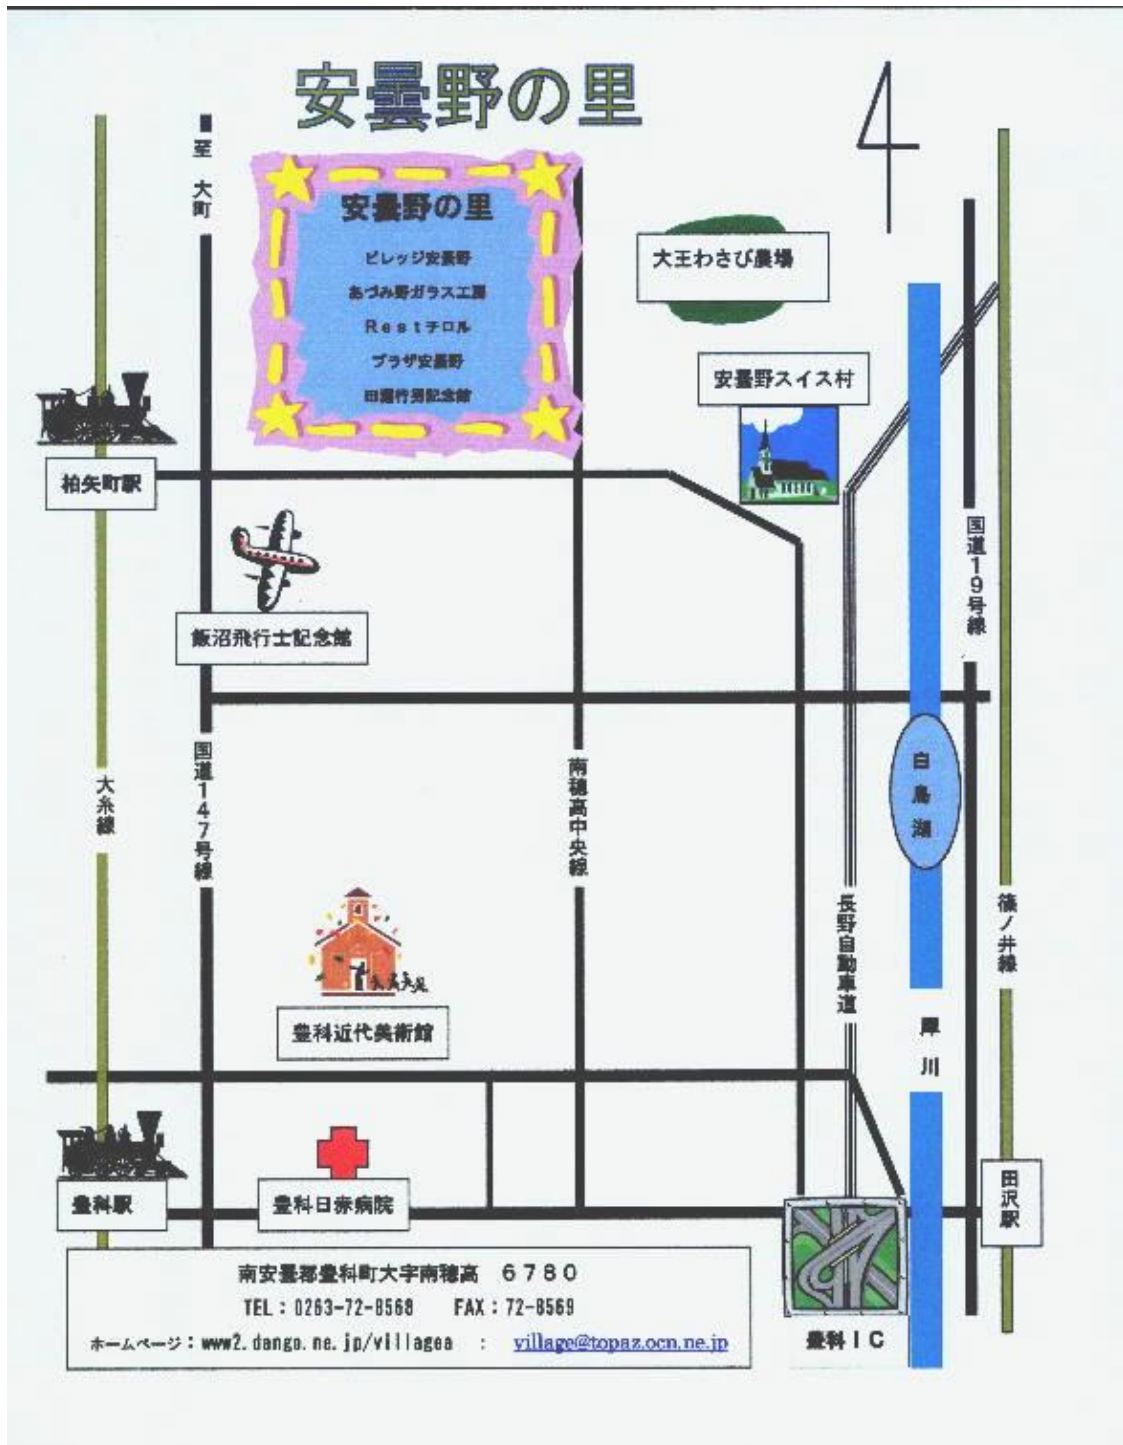 安曇野の里
至 大町
安曇野の里
ビレッジ安曇野
あづみ野ガラス工房
Restチロル
プラザ安曇野
田淵行男記念館
大王わさび農場
安曇野スイス村
柏矢町駅
国道19号線
飯沼飛行士記念館
白鳥湖
大糸線
国道147号線
南穂高中央線
長野自動車道
篠ノ井線
豊科近代美術館
犀川
豊科駅
豊科日赤病院
田沢駅
南安曇郡豊科町大字南穂高 6780
TEL:0263-72-8568 FAX:72-8569
ホームページ:www2.dango.ne.jp/villagea : village@topaz.ocn.ne.jp
豊科IC